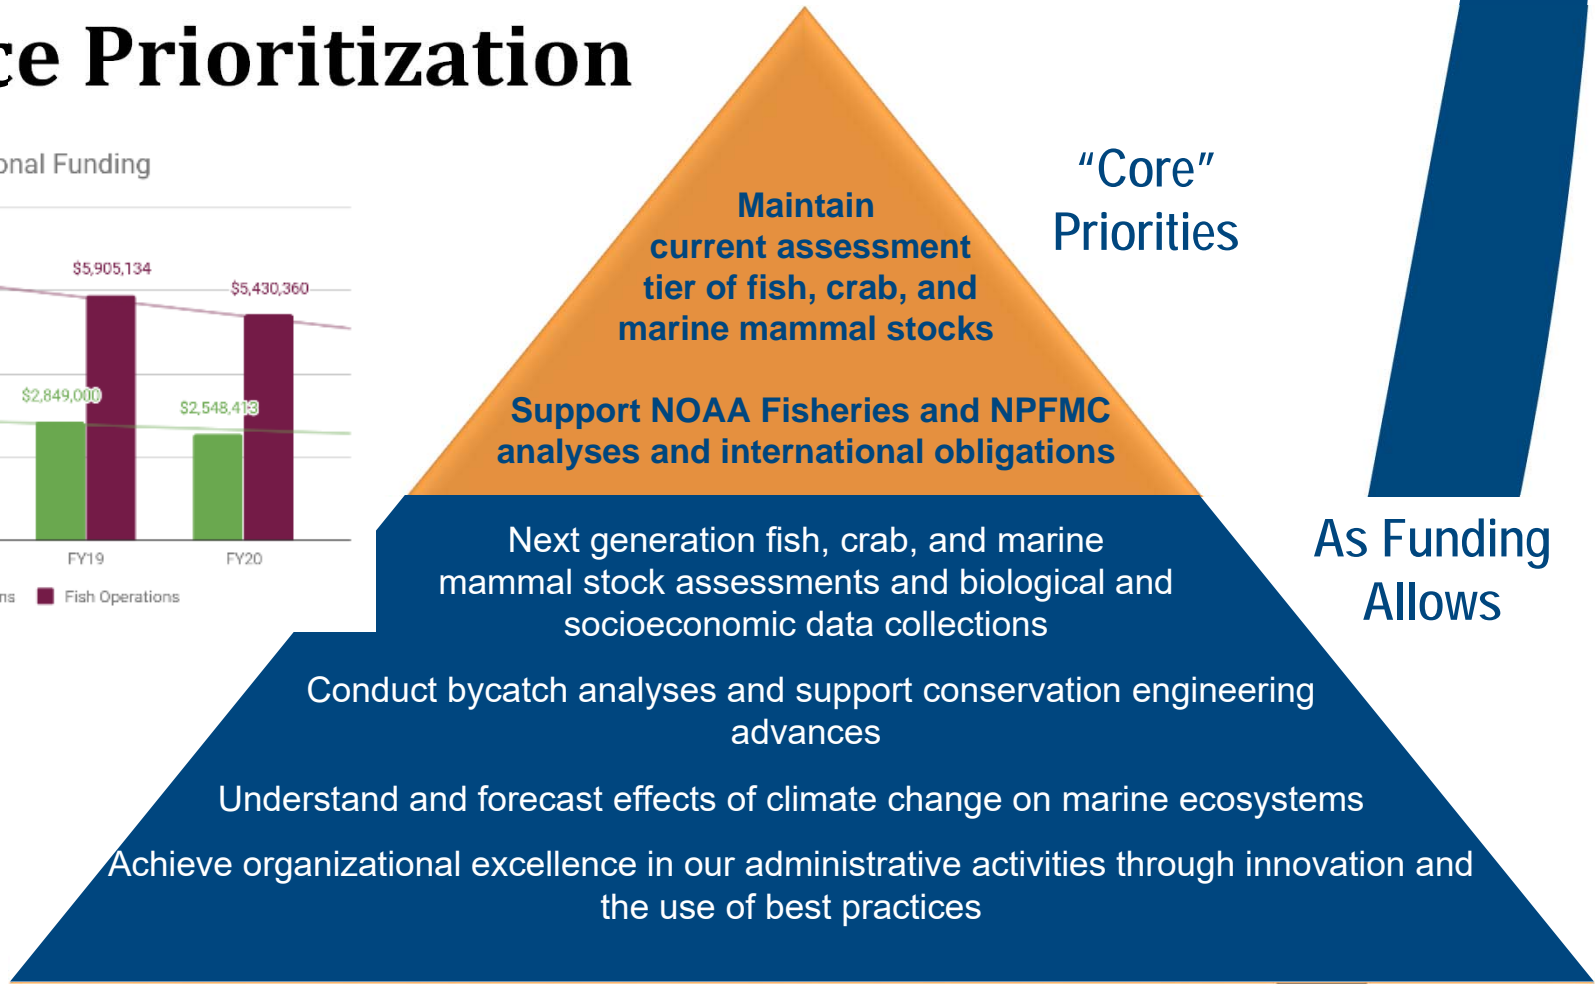 ce Prioritization
onal Funding
$5,905,134
$5,430,360
$2,849,000
$2,548,413
FY19
FY20
ns
Fish Operations
Maintain
current assessment
tier of fish, crab, and
marine mammal stocks
Support NOAA Fisheries and NPFMC
analyses and international obligations
“Core”
Priorities
Next generation fish, crab, and marine
mammal stock assessments and biological and
socioeconomic data collections
As Funding
Allows
Conduct bycatch analyses and support conservation engineering
advances
Understand and forecast effects of climate change on marine ecosystems
Achieve organizational excellence in our administrative activities through innovation and
the use of best practices